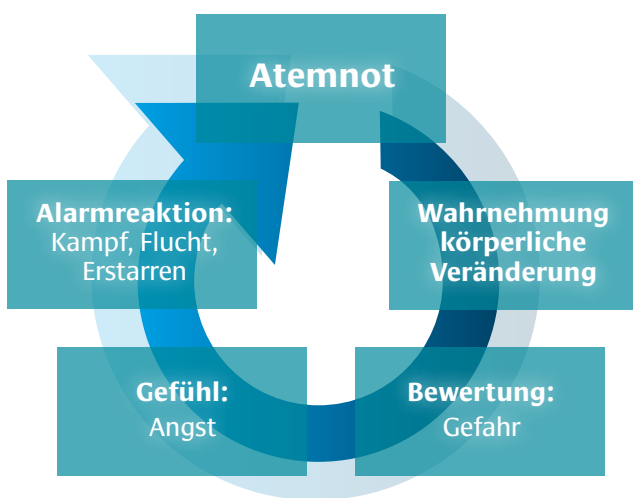 Atemnot
Wahrnehmung
körperliche
Veränderung
Bewertung:
Gefahr
Gefühl:
Angst
Alarmreaktion:
Kampf, Flucht,
Erstarren